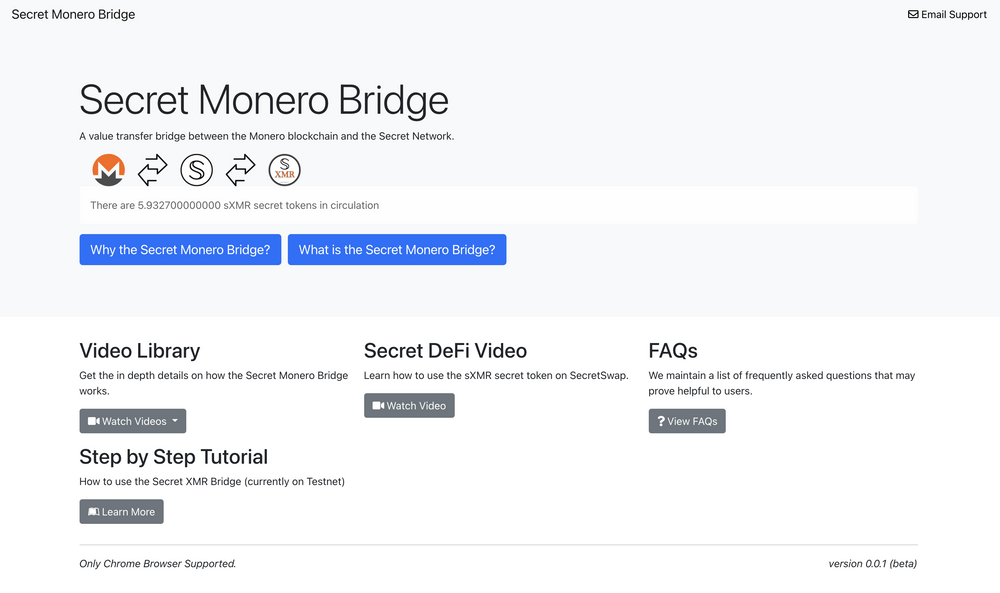 Secret Monero Bridge
Email Support
Secret Monero Bridge
A value transfer bridge between the Monero blockchain and the Secret Network.
S
XMR
There are 5.932700000000 sXMR secret tokens in circulation
Why the Secret Monero Bridge?
What is the Secret Monero Bridge?
Video Library
Get the in depth details on how the Secret Monero Bridge
works.
Watch Videos
Secret DeFi Video
Learn how to use the sXMR secret token on SecretSwap.
Watch Video
FAQs
We maintain a list of frequently asked questions that may
prove helpful to users.
? View FAQs
Step by Step Tutorial
How to use the Secret XMR Bridge (currently on Testnet)
Learn More
Only Chrome Browser Supported.
version 0.0.1 (beta)